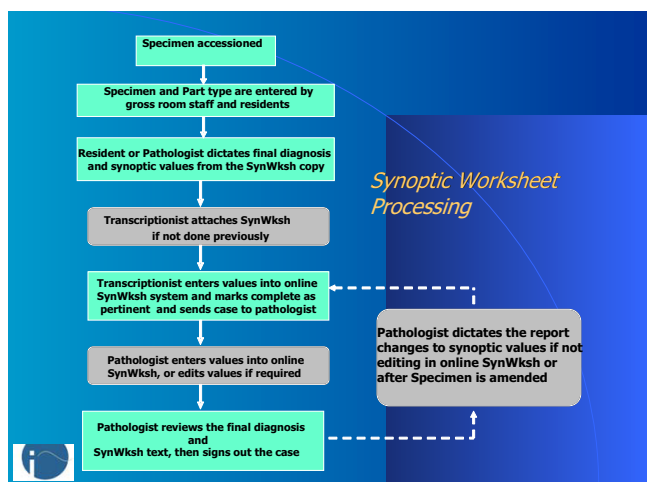 Specimen accessioned
Specimen and Part type are entered by
gross room staff and residents
Resident or Pathologist dictates final diagnosis
and synoptic values from the SynWksh copy
Synoptic Worksheet
Processing
Transcriptionist attaches SynWksh
if not done previously
Transcriptionist enters values into online
SynWksh system and marks complete as
pertinent and sends case to pathologist
Pathologist dictates the report
changes to synoptic values if not
editing in online SynWksh or
after Specimen is amended
Pathologist enters values into online
SynWksh, or edits values if required
Pathologist reviews the final diagnosis
and
SynWksh text, then signs out the case